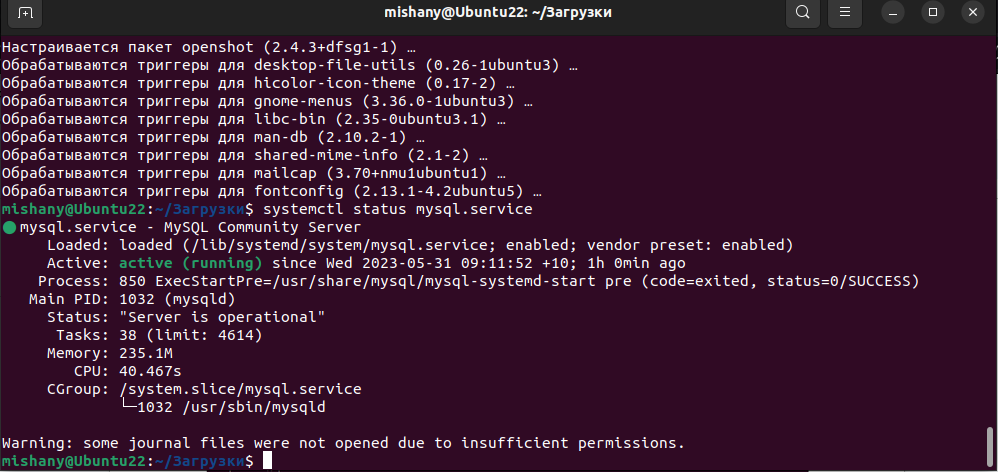 mishany@Ubuntu22: ~/Загрузки
Настраивается пакет openshot (2.4.3+dfsg1-1) …
Обрабатываются триггеры для desktop-file-utils (0.26-1ubuntu3) …
Обрабатываются триггеры для hicolor-icon-theme (0.17-2) …
Обрабатываются триггеры для gnome-menus (3.36.0-1ubuntu3) …
Обрабатываются триггеры для libc-bin (2.35-0ubuntu3.1) …
Обрабатываются триггеры для man-db (2.10.2-1) …
Обрабатываются триггеры для shared-mime-info (2.1-2) …
Обрабатываются триггеры для mailcap (3.70+nmu1ubuntu1) …
Обрабатываются триггеры для fontconfig (2.13.1-4.2ubuntu5) …
mishany@Ubuntu22:~/Загрузки$ systemctl status mysql.service
● mysql.service - MySQL Community Server
Loaded: loaded (/lib/systemd/system/mysql.service; enabled; vendor preset: enabled)
Active: active (running) since Wed 2023-05-31 09:11:52 +10; 1h 0min ago
Process: 850 ExecStartPre=/usr/share/mysql/mysql-systemd-start pre (code=exited, status=0/SUCCESS)
Main PID: 1032 (mysqld)
Status: "Server is operational"
Tasks: 38 (limit: 4614)
Memory: 235.1M
CPU: 40.467s
CGroup: /system.slice/mysql.service
└─1032 /usr/sbin/mysqld
Warning: some journal files were not opened due to insufficient permissions.
mishany@Ubuntu22:~/Загрузки$